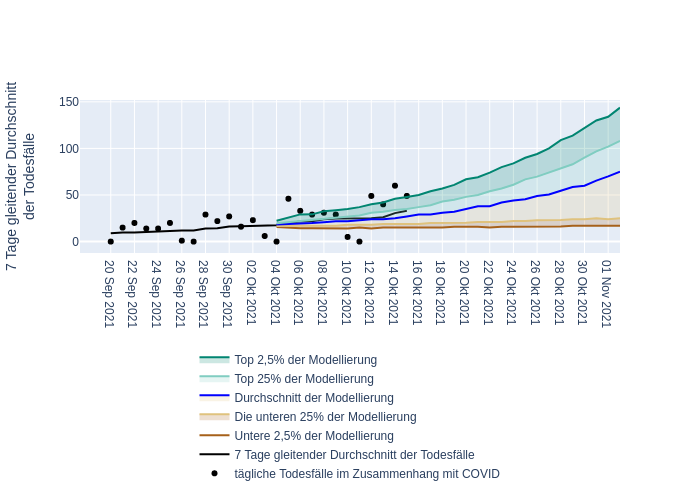 7 Tage gleitender Durchschnitt
der Todesfälle
150
100
50
0
20 Sep 2021
22 Sep 2021
24 Sep 2021
26 Sep 2021
28 Sep 2021
30 Sep 2021
02 Okt 2021
04 Okt 2021
06 Okt 2021
08 Okt 2021
10 Okt 2021
12 Okt 2021
14 Okt 2021
16 Okt 2021
18 Okt 2021
20 Okt 2021
22 Okt 2021
24 Okt 2021
26 Okt 2021
28 Okt 2021
30 Okt 2021
01 Nov 2021
Top 2,5% der Modellierung
Top 25% der Modellierung
Durchschnitt der Modellierung
Die unteren 25% der Modellierung
Untere 2,5% der Modellierung
7 Tage gleitender Durchschnitt der Todesfälle
tägliche Todesfälle im Zusammenhang mit COVID